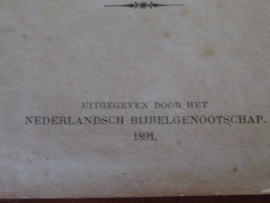 UITGEGEVEN DOOR HET
NEDERLANDSCH BIJBELGENOOTSCHAP.
1891.